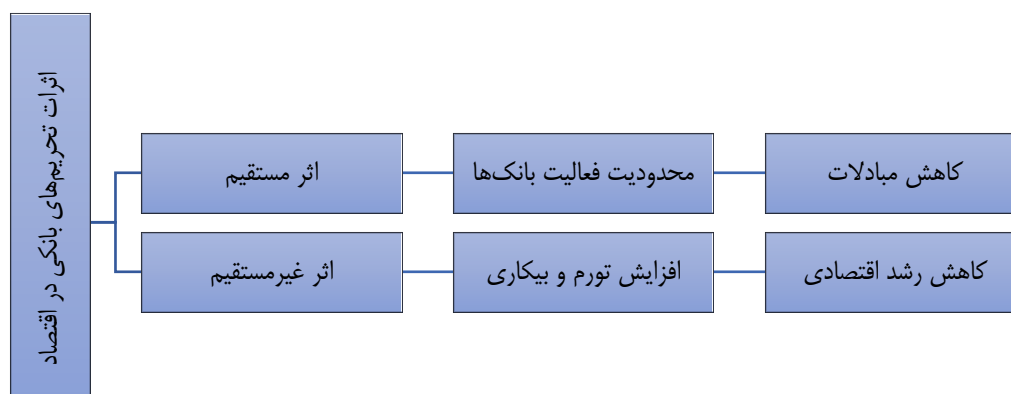 اثرات تحریم‌های بانکی در اقتصاد
اثر مستقیم
محدودیت فعالیت بانک‌ها
کاهش مبادلات
اثر غیرمستقیم
افزایش تورم و بیکاری
کاهش رشد اقتصادی